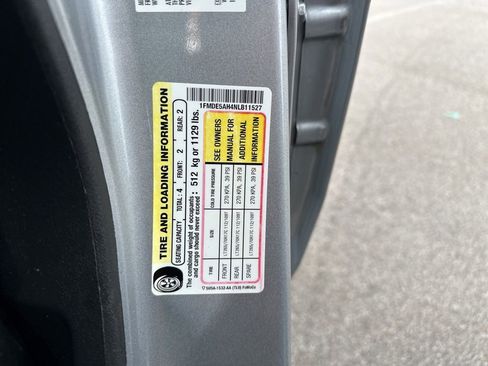 1FMDE5AH4NLB11527
TIRE AND LOADING INFORMATION
SEATING CAPACITY TOTAL: 4 FRONT: 2 REAR: 2
The combined weight of occupants
and cargo should never exceed : 512 kg or 1129 lbs.
TIRE SIZE COLD TIRE PRESSURE
FRONT 270 KPA, 39 PSI
REAR 270 KPA, 39 PSI
SPARE 270 KPA, 39 PSI
SEE OWNERS
MANUAL FOR
ADDITIONAL
INFORMATION